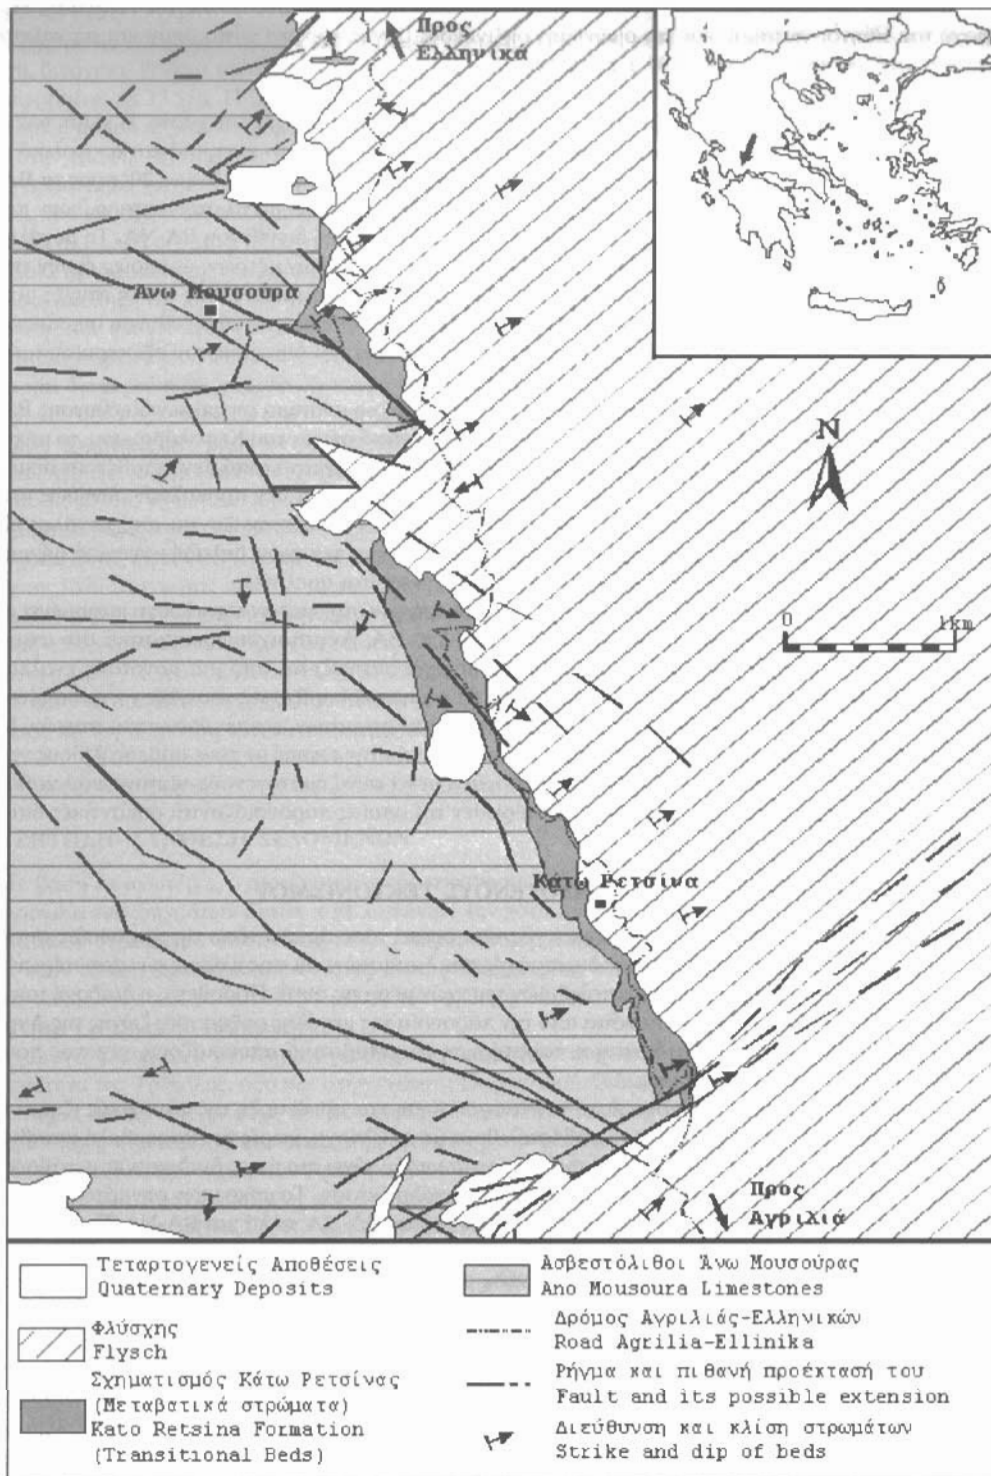 Προς
Ελληνικά
Άνω Μουσούρα
N
0 1km
Κάτω Ρετσίνα
Προς
Αγριλιά
Τεταρτογενείς Αποθέσεις
Quaternary Deposits
Φλύσχης
Flysch
Σχηματισμός Κάτω Ρετσίνας
(Μεταβατικά στρώματα)
Kato Retsina Formation
(Transitional Beds)
Ασβεστόλιθοι Άνω Μουσούρας
Ano Mousoura Limestones
Δρόμος Αγριλιάς-Ελληνικών
Road Agrilia-Ellinika
Ρήγμα και πιθανή προέκτασή του
Fault and its possible extension
Διεύθυνση και κλίση στρωμάτων
Strike and dip of beds